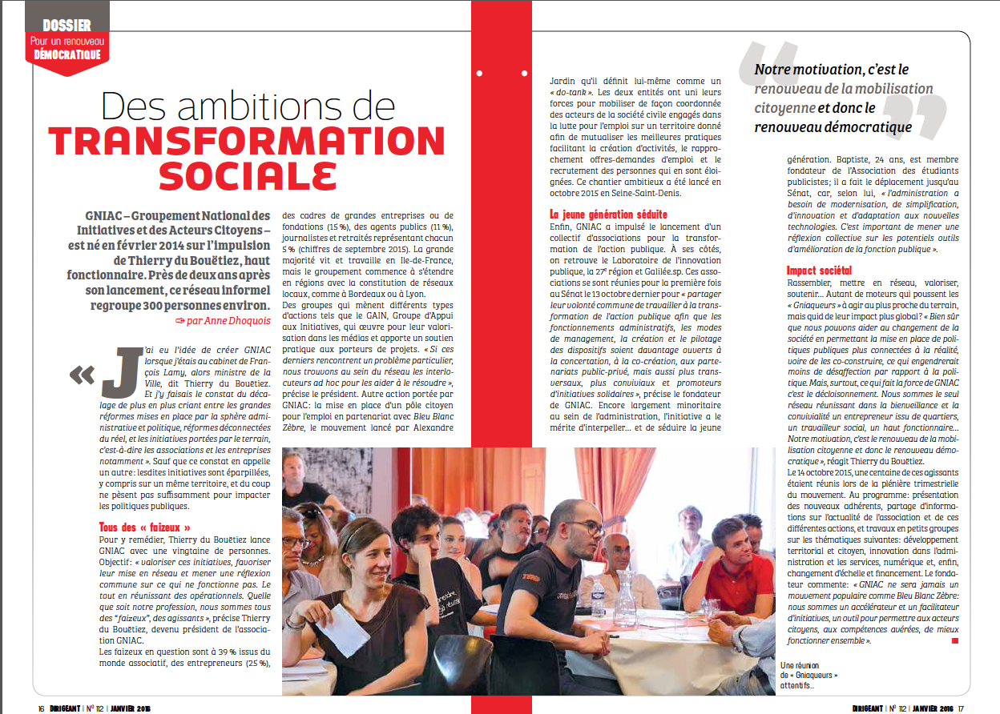 DOSSIER
Pour un renouveau
DÉMOCRATIQUE
Des ambitions de
TRANSFORMATION
SOCIALE
GNIAC – Groupement National des
Initiatives et des Acteurs Citoyens –
est né en février 2014 sur l'impulsion
de Thierry du Bouëtiez, haut
fonctionnaire. Près de deux ans après
son lancement, ce réseau informel
regroupe 300 personnes environ.
par Anne Dhoquois
« J'ai eu l'idée de créer GNIAC
lorsque j'étais au cabinet de Fran-
çois Lamy, alors ministre de la
Ville, dit Thierry du Bouëtiez.
Et j'y faisais le constat du déca-
lage de plus en plus criant entre les grandes
réformes mises en place par la sphère admi-
nistrative et politique, réformes déconnectées
du réel, et les initiatives portées par le terrain,
c'est-à-dire les associations et les entreprises
notamment ». Sauf que ce constat en appelle
un autre : lesdites initiatives sont éparpillées,
y compris sur un même territoire, et du coup
ne pèsent pas suffisamment pour impacter
les politiques publiques.
Tous des « faizeux »
Pour y remédier, Thierry du Bouëtiez lance
GNIAC avec une vingtaine de personnes.
Objectif : « valoriser ces initiatives, favoriser
leur mise en réseau et mener une réflexion
commune sur ce qui ne fonctionne pas. Le
tout en réunissant des opérationnels. Quelle
que soit notre profession, nous sommes tous
des "faizeux", des agissants », précise Thierry
du Bouëtiez, devenu président de l'associa-
tion GNIAC.
Les faizeux en question sont à 39 % issus du
monde associatif, des entrepreneurs (25 %),
des cadres de grandes entreprises ou de
fondations (15 %), des agents publics (11 %),
journalistes et retraités représentant chacun
5 % (chiffres de septembre 2015). La grande
majorité vit et travaille en Ile-de-France,
mais le groupement commence à s'étendre
en régions avec la constitution de réseaux
locaux, comme à Bordeaux ou à Lyon.
Des groupes qui mènent différents types
d'actions tels que le GAIN, Groupe d'Appui
aux Initiatives, qui œuvre pour leur valori-
sation dans les médias et apporte un soutien
pratique aux porteurs de projets. « Si ces
derniers rencontrent un problème particulier,
nous trouvons au sein du réseau les interlo-
cuteurs ad hoc pour les aider à le résoudre »,
précise le président. Autre action portée par
GNIAC : la mise en place d'un pôle citoyen
pour l'emploi en partenariat avec Bleu Blanc
Zèbre, le mouvement lancé par Alexandre
Jardin qu'il définit lui-même comme un
« do-tank ». Les deux entités ont uni leurs
forces pour mobiliser de façon coordonnée
des acteurs de la société civile engagés dans
la lutte pour l'emploi sur un territoire donné
afin de mutualiser les meilleures pratiques
facilitant la création d'activités, le rappro-
chement offres-demandes d'emploi et le
recrutement des personnes qui en sont éloi-
gnées. Ce chantier ambitieux a été lancé en
octobre 2015 en Seine-Saint-Denis.
La jeune génération séduite
Enfin, GNIAC a impulsé le lancement d'un
collectif d'associations pour la transfor-
mation de l'action publique. À ses côtés,
on retrouve le Laboratoire de l'innovation
publique, la 27e région et Galilée.sp. Ces asso-
ciations se sont réunies pour la première fois
au Sénat le 13 octobre dernier pour « partager
leur volonté commune de travailler à la trans-
formation de l'action publique afin que les
fonctionnements administratifs, les modes
de management, la création et le pilotage
des dispositifs soient davantage ouverts à
la concertation, à la co-création, aux parte-
nariats public-privé, mais aussi plus trans-
versaux, plus conviviaux et promoteurs
d'initiatives solidaires », précise le fondateur
de GNIAC. Encore largement minoritaire
au sein de l'administration, l'initiative a le
mérite d'interpeller... et de séduire la jeune
Notre motivation, c'est le
renouveau de la mobilisation
citoyenne et donc le
renouveau démocratique
génération. Baptiste, 24 ans, est membre
fondateur de l'Association des étudiants
publicistes ; il a fait le déplacement jusqu'au
Sénat, car, selon lui, « l'administration a
besoin de modernisation, de simplification,
d'innovation et d'adaptation aux nouvelles
technologies. C'est important de mener une
réflexion collective sur les potentiels outils
d'amélioration de la fonction publique ».
Impact sociétal
Rassembler, mettre en réseau, valoriser,
soutenir... Autant de moteurs qui poussent les
« Gniaqueurs » à agir au plus proche du terrain,
mais quid de leur impact plus global ? « Bien sûr
que nous pouvons aider au changement de la
société en permettant la mise en place de poli-
tiques publiques plus connectées à la réalité,
voire de les co-construire, ce qui engendrerait
moins de désaffection par rapport à la poli-
tique. Mais, surtout, ce qui fait la force de GNIAC
c'est le décloisonnement. Nous sommes le seul
réseau réunissant dans la bienveillance et la
convivialité un entrepreneur issu de quartiers,
un travailleur social, un haut fonctionnaire...
Notre motivation, c'est le renouveau de la mobi-
lisation citoyenne et donc le renouveau démo-
cratique », réagit Thierry du Bouëtiez.
Le 14 octobre 2015, une centaine de ces agissants
étaient réunis lors de la plénière trimestrielle
du mouvement. Au programme : présentation
des nouveaux adhérents, partage d'informa-
tions sur l'actualité de l'association et de ces
différentes actions, et travaux en petits groupes
sur les thématiques suivantes : développement
territorial et citoyen, innovation dans l'admi-
nistration et les services, numérique et, enfin,
changement d'échelle et financement. Le fonda-
teur commente : « GNIAC ne sera jamais un
mouvement populaire comme Bleu Blanc Zèbre :
nous sommes un accélérateur et un facilitateur
d'initiatives, un outil pour permettre aux acteurs
citoyens, aux compétences avérées, de mieux
fonctionner ensemble ».
Une réunion
de « Gniaqueurs »
attentifs...
16 DIRIGEANT | N° 112 | JANVIER 2016
DIRIGEANT | N° 112 | JANVIER 2016 17